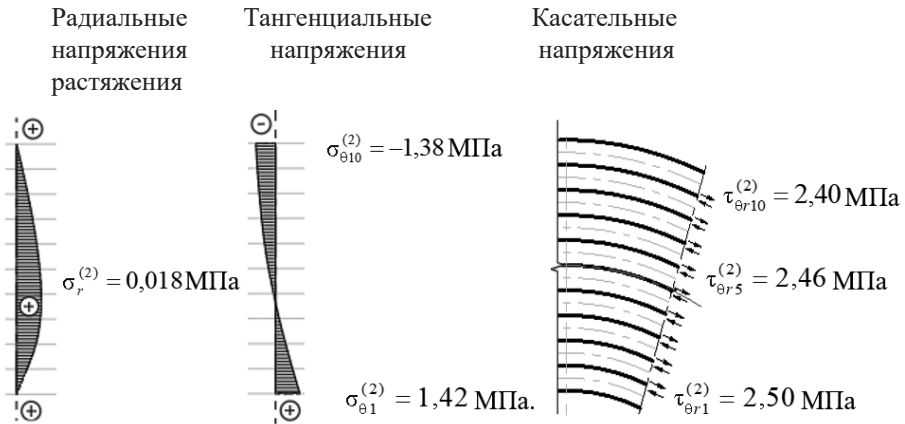 Радиальные
напряжения
растяжения
Тангенциальные
напряжения
Касательные
напряжения
σ_r^(2) = 0,018 МПа
σ_θ10^(2) = −1,38 МПа
σ_θ1^(2) = 1,42 МПа.
τ_θr10^(2) = 2,40 МПа
τ_θr5^(2) = 2,46 МПа
τ_θr1^(2) = 2,50 МПа